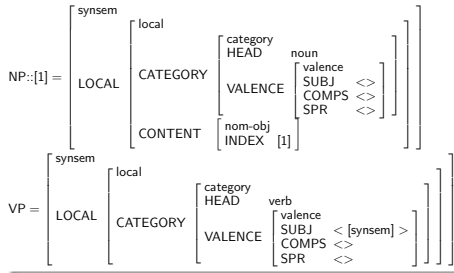 synsem
local
category
HEAD noun
valence
NP::[1] = LOCAL CATEGORY VALENCE SUBJ <>
COMPS <>
SPR <>
CONTENT nom-obj
INDEX [1]
synsem
local
category
HEAD verb
valence
VP = LOCAL CATEGORY VALENCE SUBJ < [synsem] >
COMPS <>
SPR <>